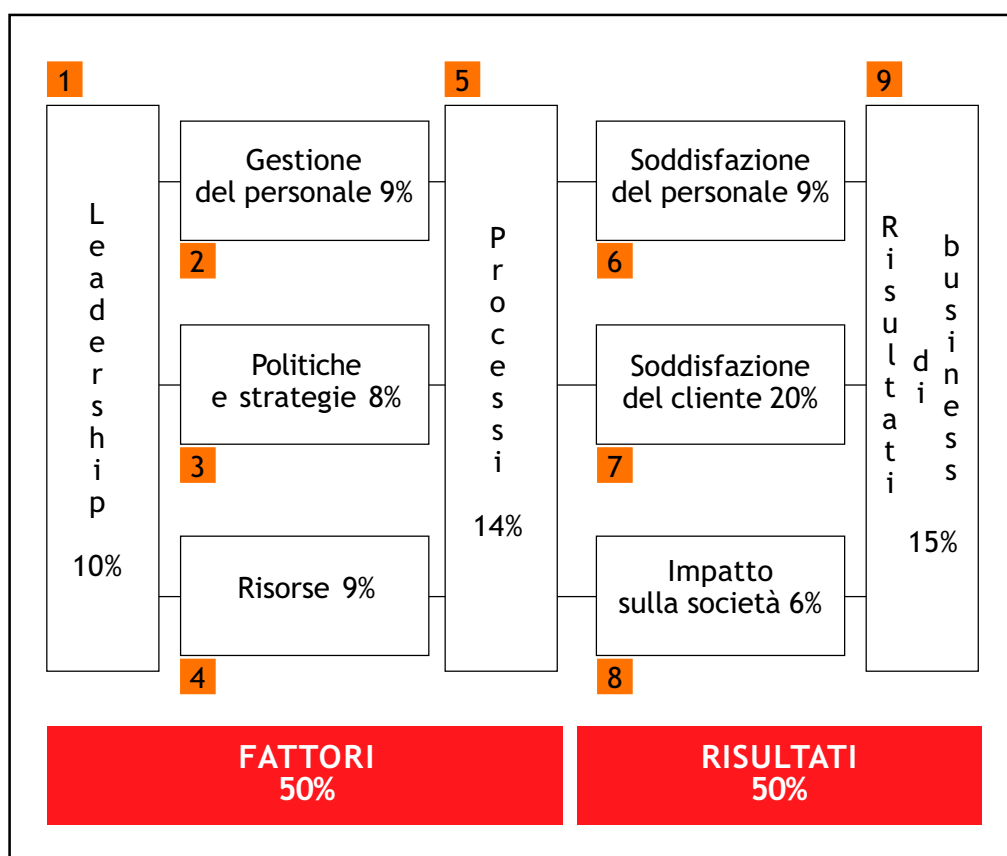 1
Leadership
10%
Gestione
del personale 9%
2
Politiche
e strategie 8%
3
Risorse 9%
4
5
Processi
14%
Soddisfazione
del personale 9%
6
Soddisfazione
del cliente 20%
7
Impatto
sulla società 6%
8
9
Risultati
di
business
15%
FATTORI
50%
RISULTATI
50%